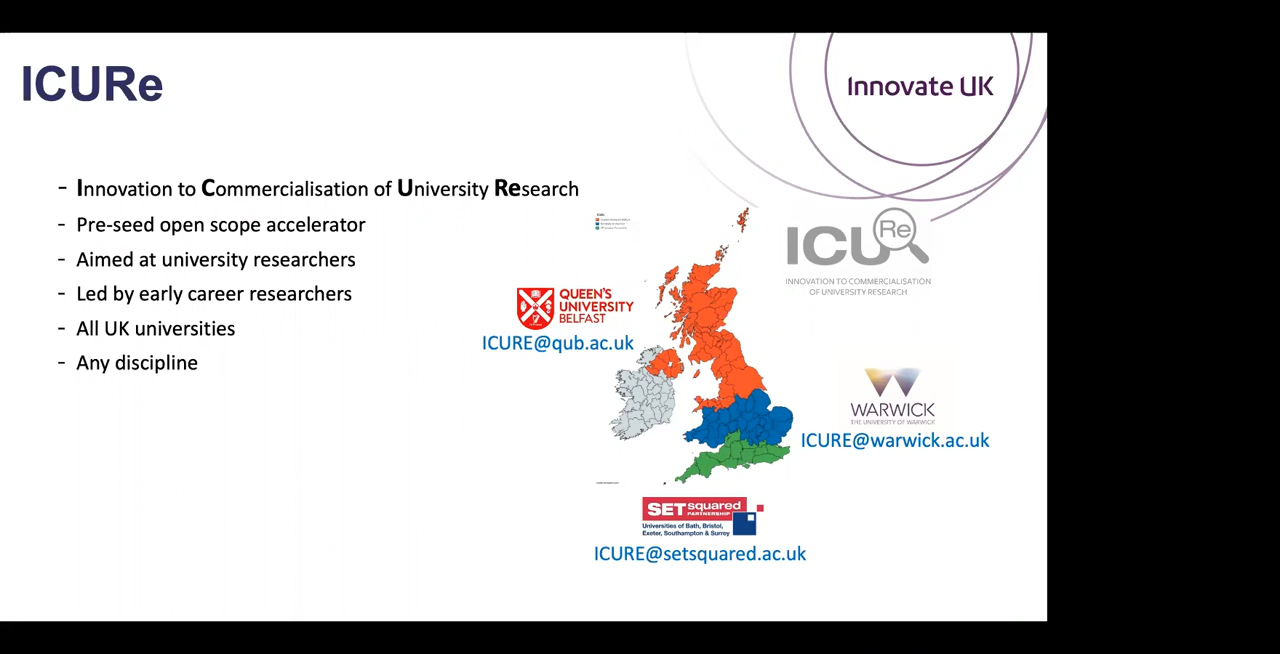 ICURe
Innovate UK
- Innovation to Commercialisation of University Research
- Pre-seed open scope accelerator
- Aimed at university researchers
- Led by early career researchers
- All UK universities
- Any discipline
ICURe
INNOVATION TO COMMERCIALISATION
OF UNIVERSITY RESEARCH
QUEEN'S
UNIVERSITY
BELFAST
ICURE@qub.ac.uk
WARWICK
THE UNIVERSITY OF WARWICK
ICURE@warwick.ac.uk
SETsquared
PARTNERSHIP
Universities of Bath, Bristol,
Exeter, Southampton & Surrey
ICURE@setsquared.ac.uk